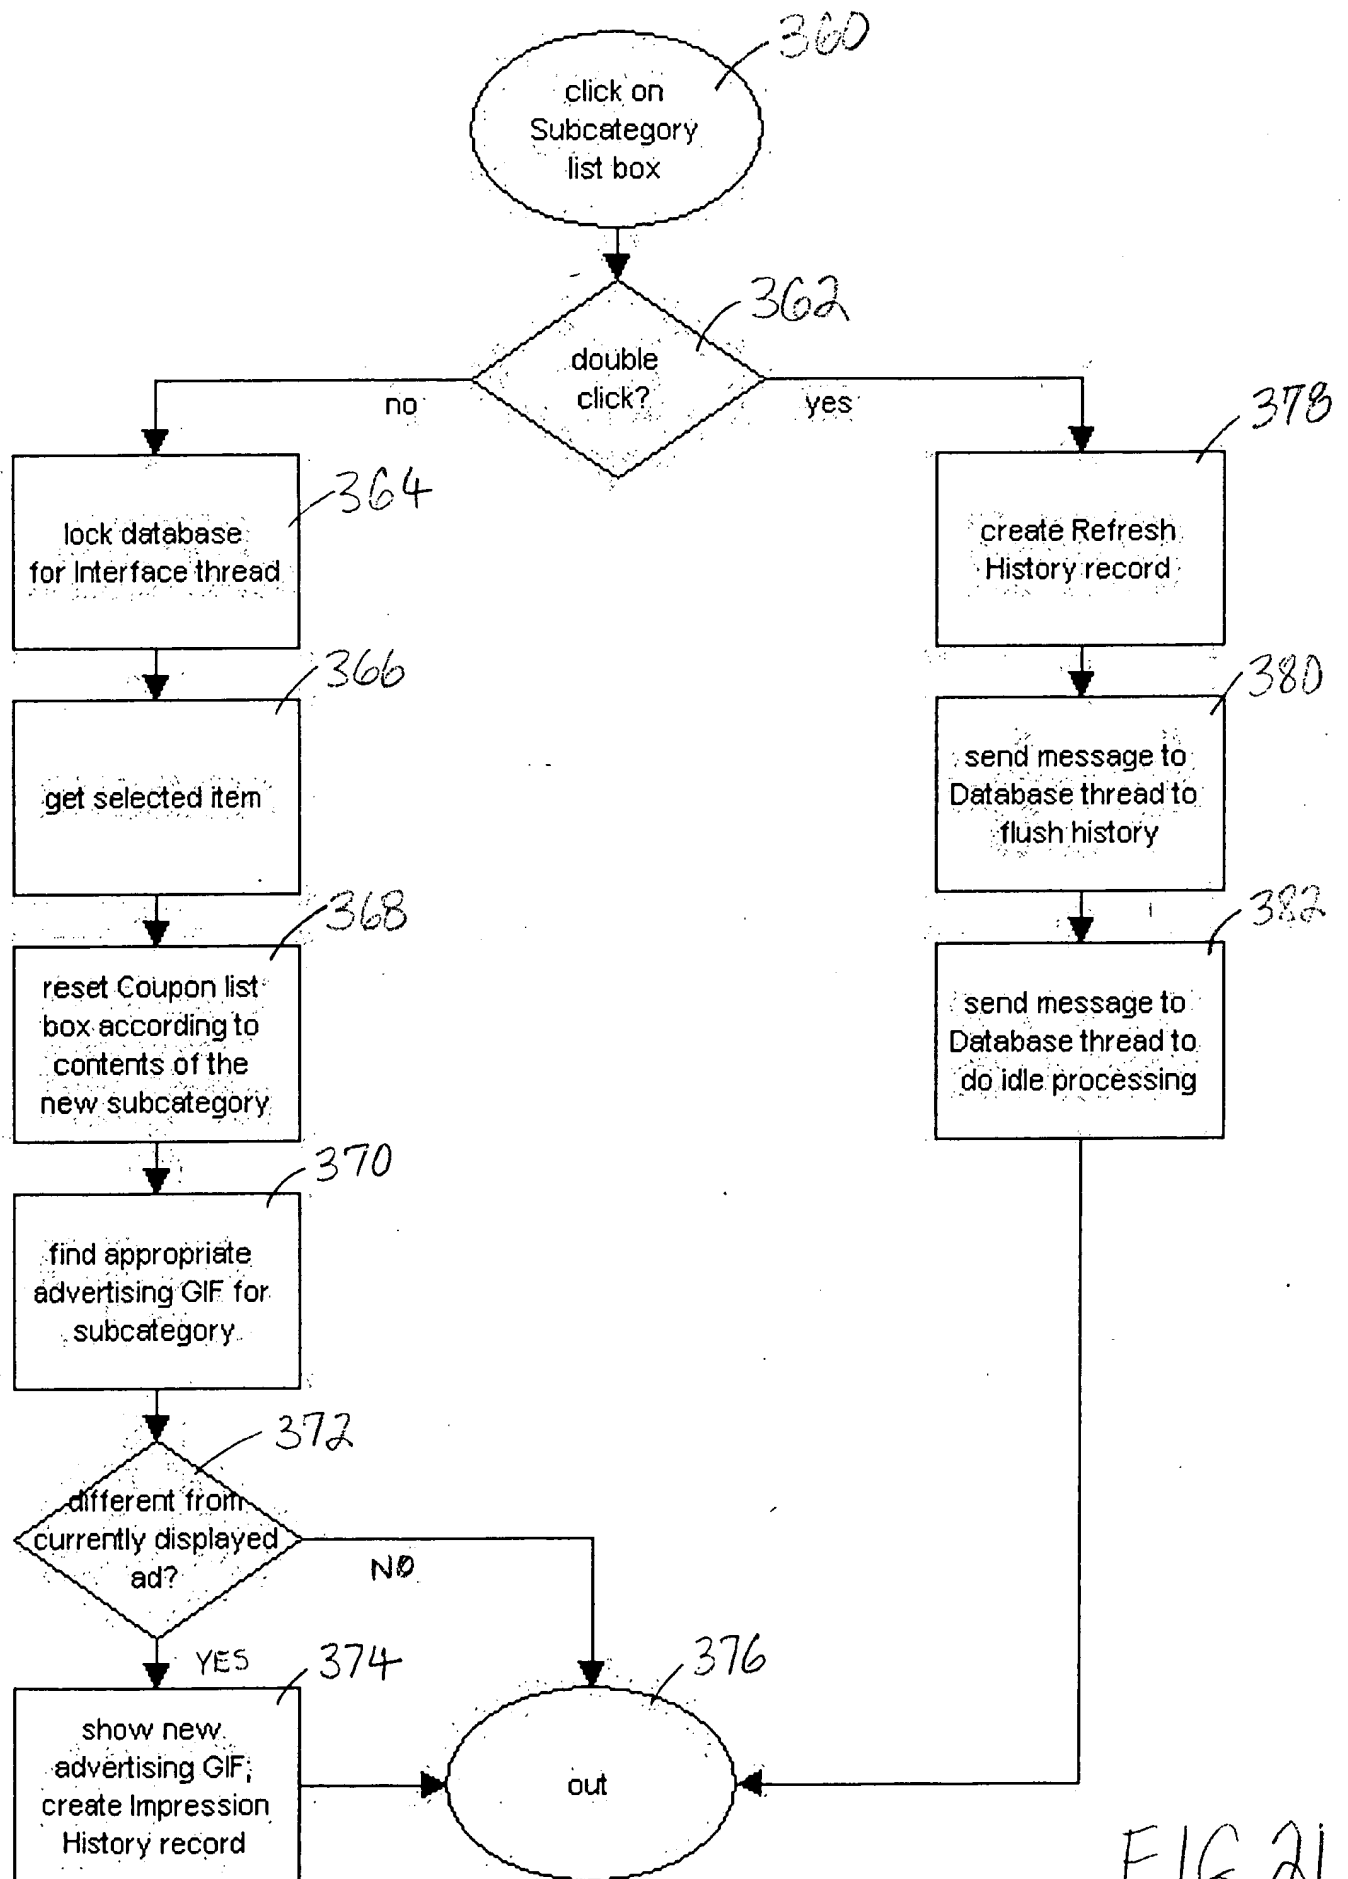 360
click on
Subcategory
list box
362
double
click?
no
yes
364
lock database
for Interface thread
366
get selected item
368
reset Coupon list
box according to
contents of the
new subcategory
370
find appropriate
advertising GIF for
subcategory
372
different from
currently displayed
ad?
NO
YES
374
show new
advertising GIF;
create Impression
History record
376
out
378
create Refresh
History record
380
send message to
Database thread to
flush history
382
send message to
Database thread to
do idle processing
FIG 21